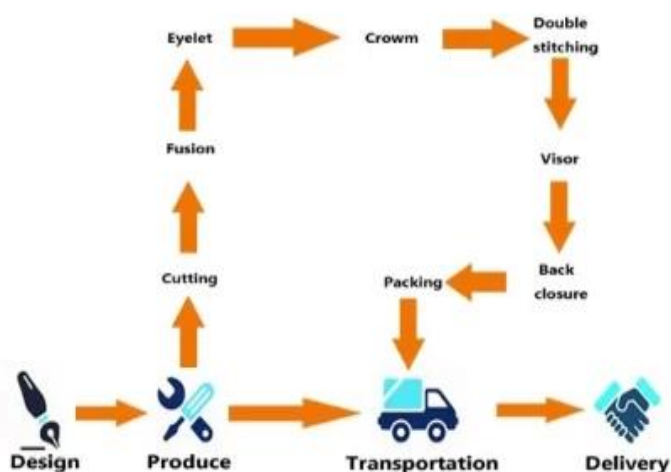 Eyelet
Crowm
Double
stitching
Fusion
Visor
Cutting
Packing
Back
closure
Design
Produce
Transportation
Delivery